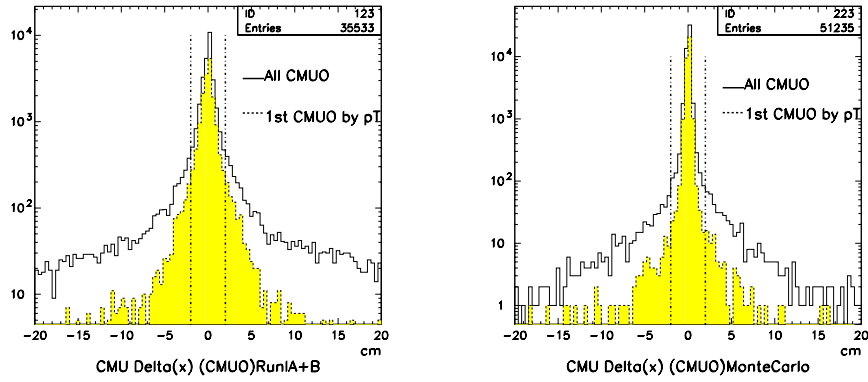 ID 123
Entries 35533
All CMUO
1st CMUO by pT
10^4
10^3
10^2
10
-20 -15 -10 -5 0 5 10 15 20
cm
CMU Delta(x) (CMUO)RunIA+B
ID 223
Entries 51235
All CMUO
1st CMUO by pT
10^4
10^3
10^2
10
1
-20 -15 -10 -5 0 5 10 15 20
cm
CMU Delta(x) (CMUO)MonteCarlo